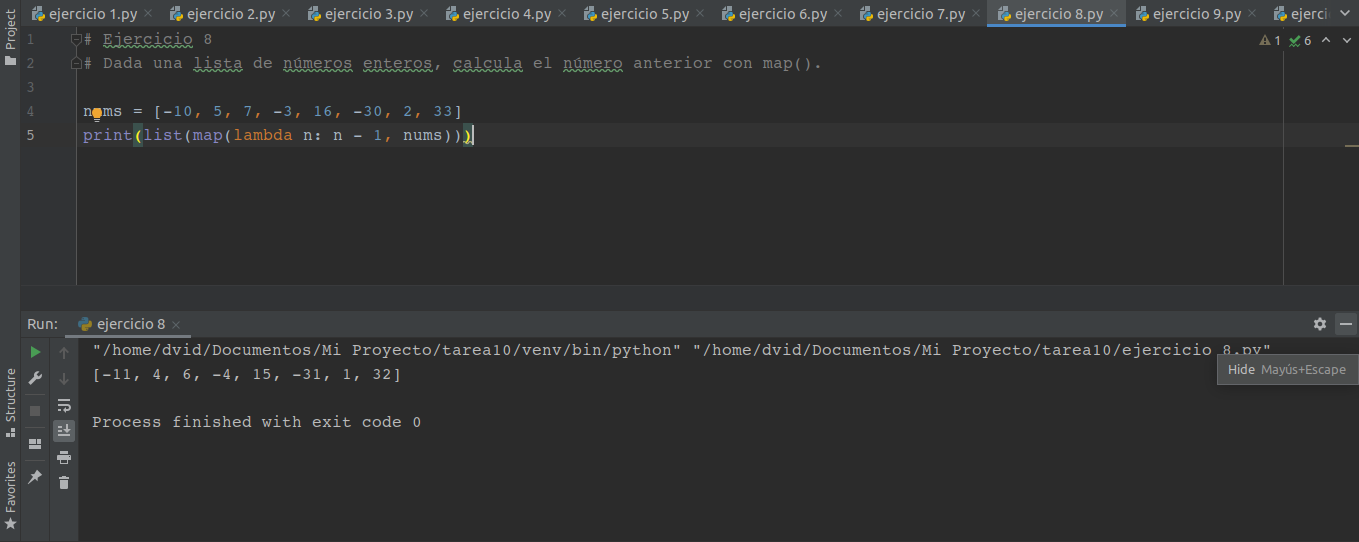 Project
ejercicio 1.py ejercicio 2.py ejercicio 3.py ejercicio 4.py ejercicio 5.py ejercicio 6.py ejercicio 7.py ejercicio 8.py ejercicio 9.py ejerci
1 # Ejercicio 8
2 # Dada una lista de números enteros, calcula el número anterior con map().
3
4 nums = [-10, 5, 7, -3, 16, -30, 2, 33]
5 print(list(map(lambda n: n - 1, nums)))
1 6
Run: ejercicio 8
"/home/dvid/Documentos/Mi Proyecto/tarea10/venv/bin/python" "/home/dvid/Documentos/Mi Proyecto/tarea10/ejercicio 8.py"
[-11, 4, 6, -4, 15, -31, 1, 32]
Hide Mayús+Escape
Process finished with exit code 0
Structure
Favorites